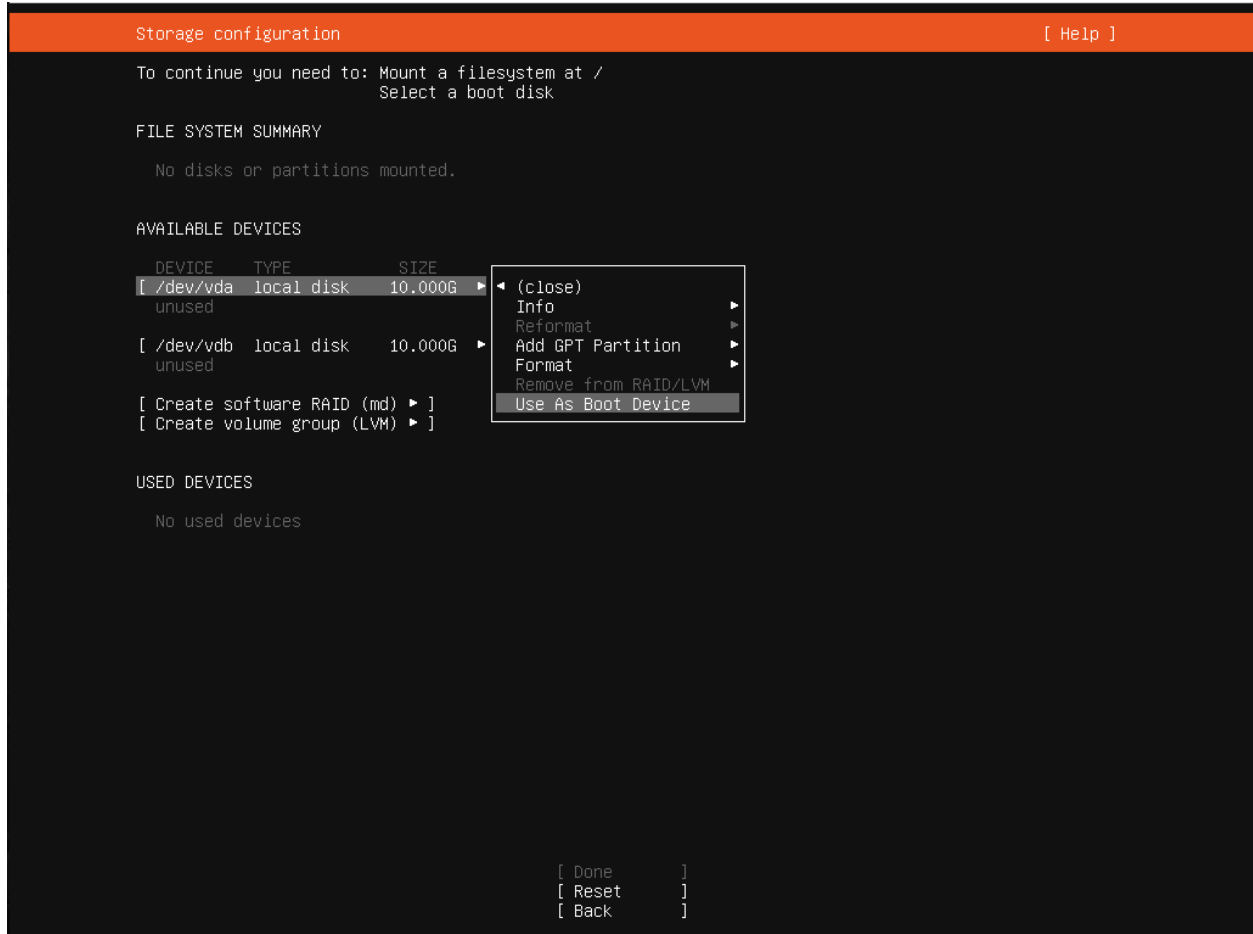 Storage configuration [ Help ]
To continue you need to: Mount a filesystem at /
Select a boot disk
FILE SYSTEM SUMMARY
No disks or partitions mounted.
AVAILABLE DEVICES
DEVICE TYPE SIZE
[ /dev/vda local disk 10.000G ▸
unused
[ /dev/vdb local disk 10.000G ▸
unused
[ Create software RAID (md) ▸ ]
[ Create volume group (LVM) ▸ ]
◂ (close)
Info ▸
Reformat ▸
Add GPT Partition ▸
Format ▸
Remove from RAID/LVM
Use As Boot Device
USED DEVICES
No used devices
[ Done ]
[ Reset ]
[ Back ]